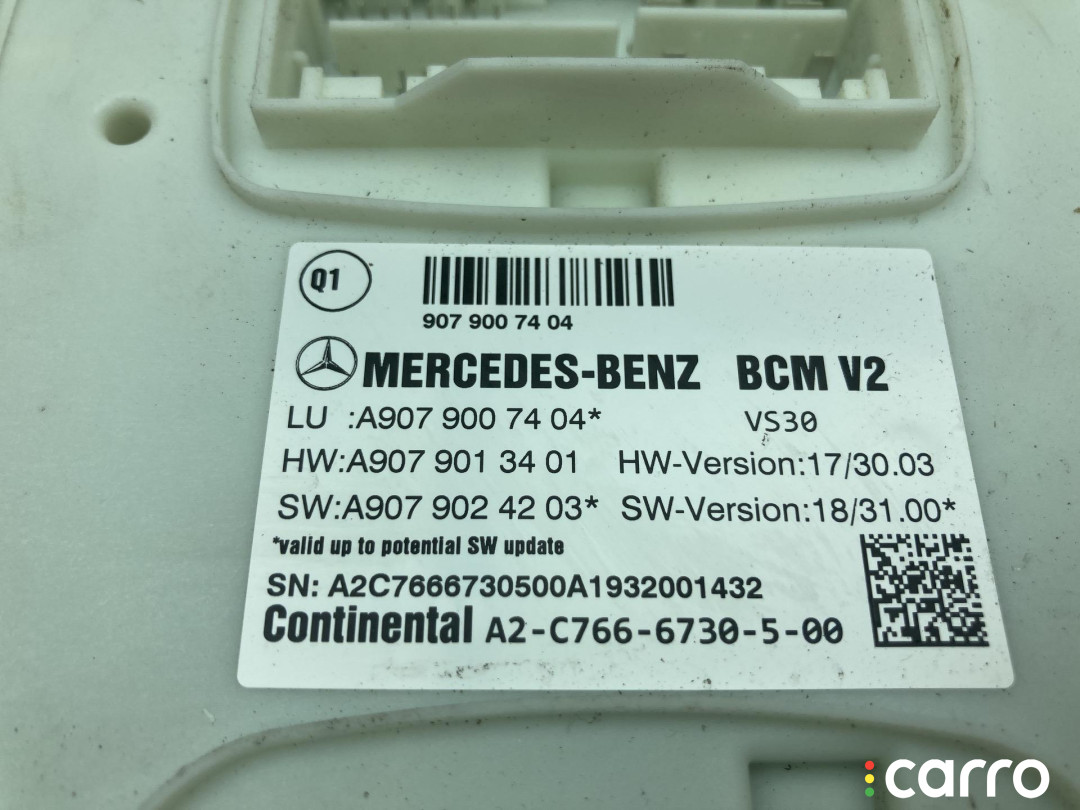 Q1
907 900 74 04
MERCEDES-BENZ BCM V2
LU :A907 900 74 04* VS30
HW:A907 901 34 01 HW-Version:17/30.03
SW:A907 902 42 03* SW-Version:18/31.00*
*valid up to potential SW update
SN: A2C7666730500A1932001432
Continental A2-C766-6730-5-00
carro